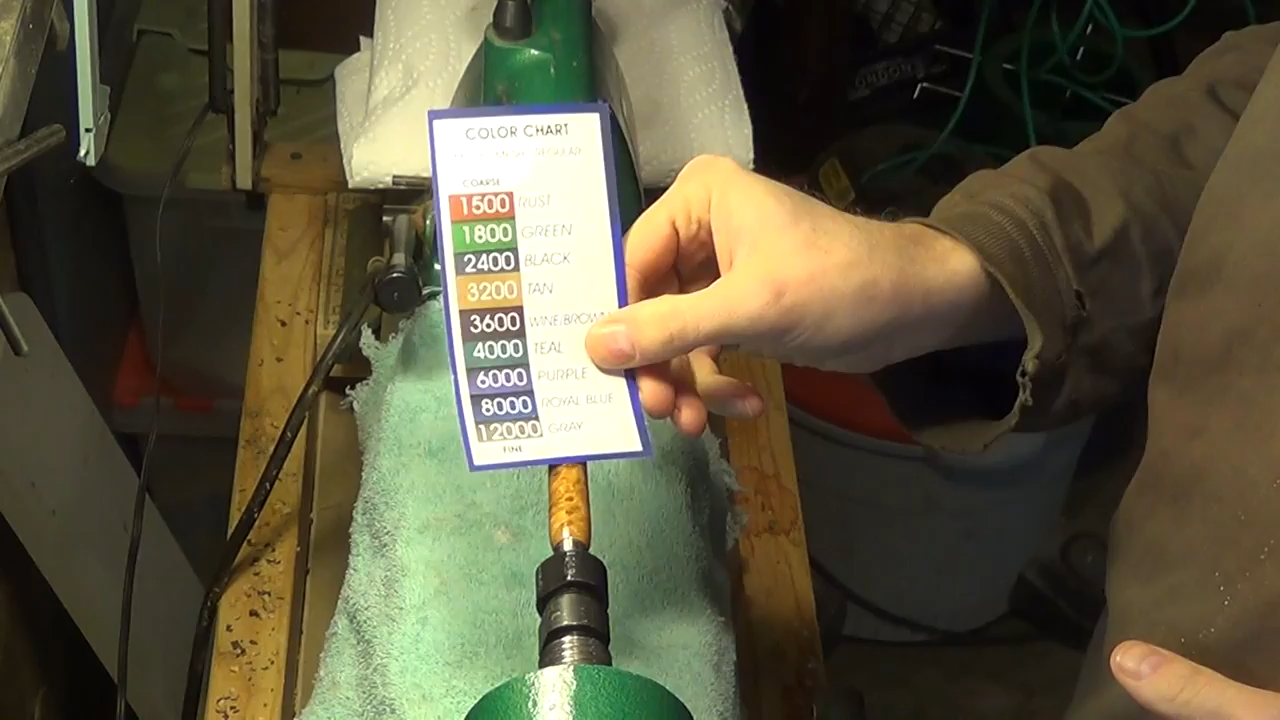 COLOR CHART
REGULAR
COARSE
1500 RUST
1800 GREEN
2400 BLACK
3200 TAN
3600 WINE/BROWN
4000 TEAL
6000 PURPLE
8000 ROYAL BLUE
12000 GRAY
FINE